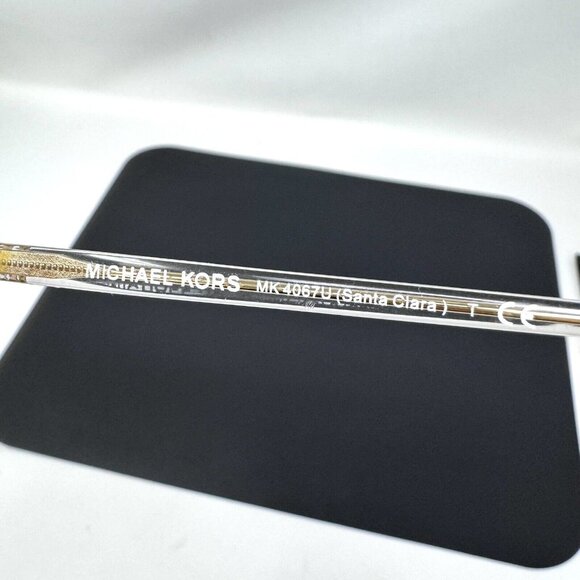 MICHAEL KORS MK 4067U (Santa Clara ) T CE